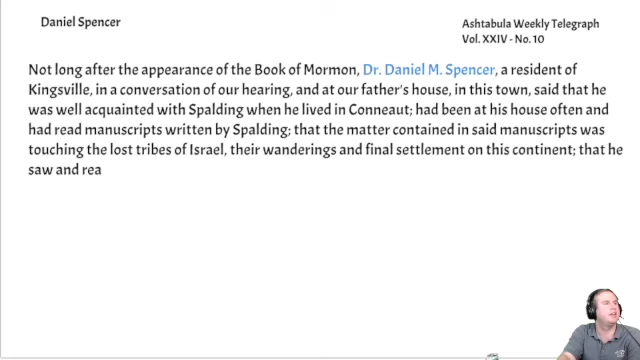 Daniel Spencer
Ashtabula Weekly Telegraph
Vol. XXIV - No. 10
Not long after the appearance of the Book of Mormon, Dr. Daniel M. Spencer, a resident of
Kingsville, in a conversation of our hearing, and at our father's house, in this town, said that he
was well acquainted with Spalding when he lived in Conneaut; had been at his house often and
had read manuscripts written by Spalding; that the matter contained in said manuscripts was
touching the lost tribes of Israel, their wanderings and final settlement on this continent; that he
saw and rea